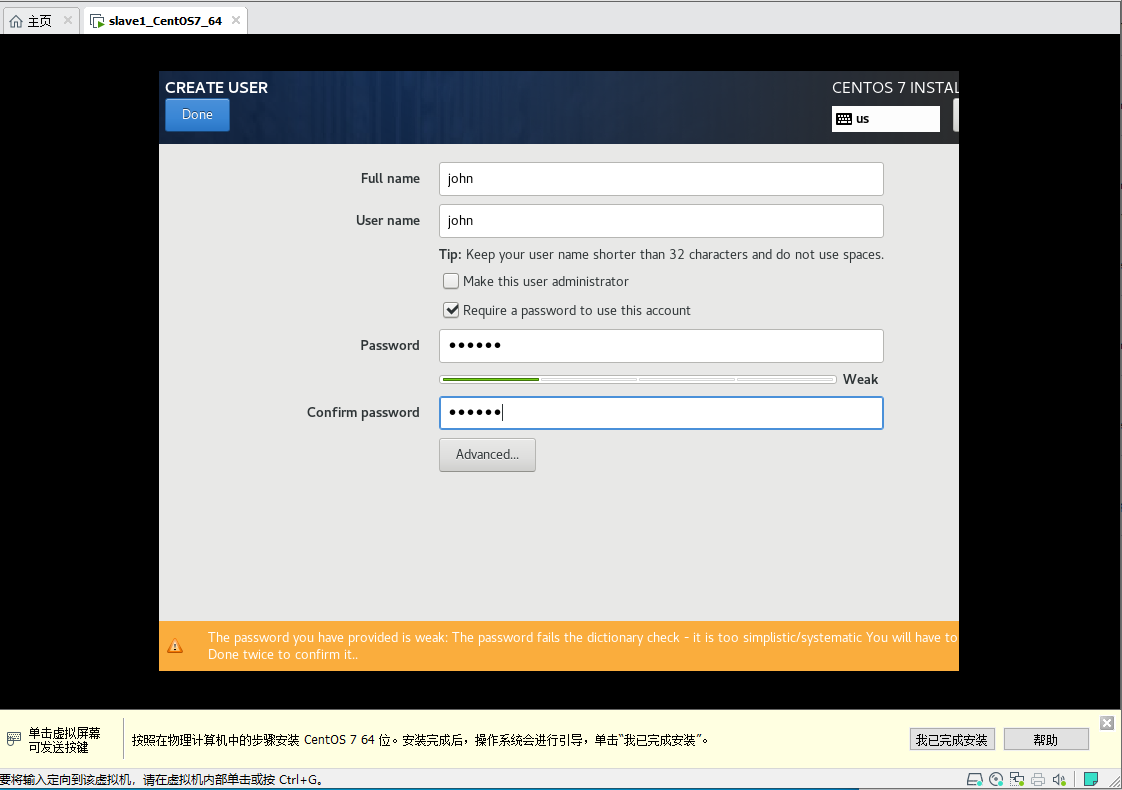 主页
slave1_CentOS7_64
CREATE USER
CENTOS 7 INSTAL
Done
us
Full name
john
User name
john
Tip: Keep your user name shorter than 32 characters and do not use spaces.
Make this user administrator
Require a password to use this account
Password
●●●●●●
Weak
Confirm password
●●●●●●
Advanced...
The password you have provided is weak: The password fails the dictionary check - it is too simplistic/systematic You will have to
Done twice to confirm it..
单击虚拟屏幕
可发送按键
按照在物理计算机中的步骤安装 CentOS 7 64 位。安装完成后，操作系统会进行引导，单击“我已完成安装”。
我已完成安装
帮助
要将输入定向到该虚拟机，请在虚拟机内部单击或按 Ctrl+G。